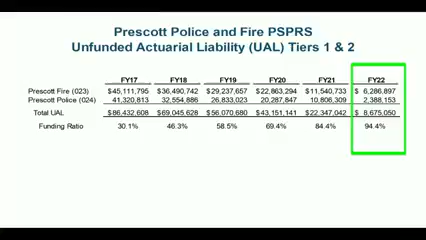 Prescott Police and Fire PSPRS
Unfunded Actuarial Liability (UAL) Tiers 1 & 2
FY17 FY18 FY19 FY20 FY21 FY22
Prescott Fire (023) $45,111,795 $36,490,742 $29,237,657 $22,863,294 $11,540,733 $ 6,286,897
Prescott Police (024) 41,320,813 32,554,886 26,833,023 20,287,847 10,806,309 2,388,153
Total UAL $86,432,608 $69,045,628 $56,070,680 $43,151,141 $22,347,042 $ 8,675,050
Funding Ratio 30.1% 46.3% 58.5% 69.4% 84.4% 94.4%